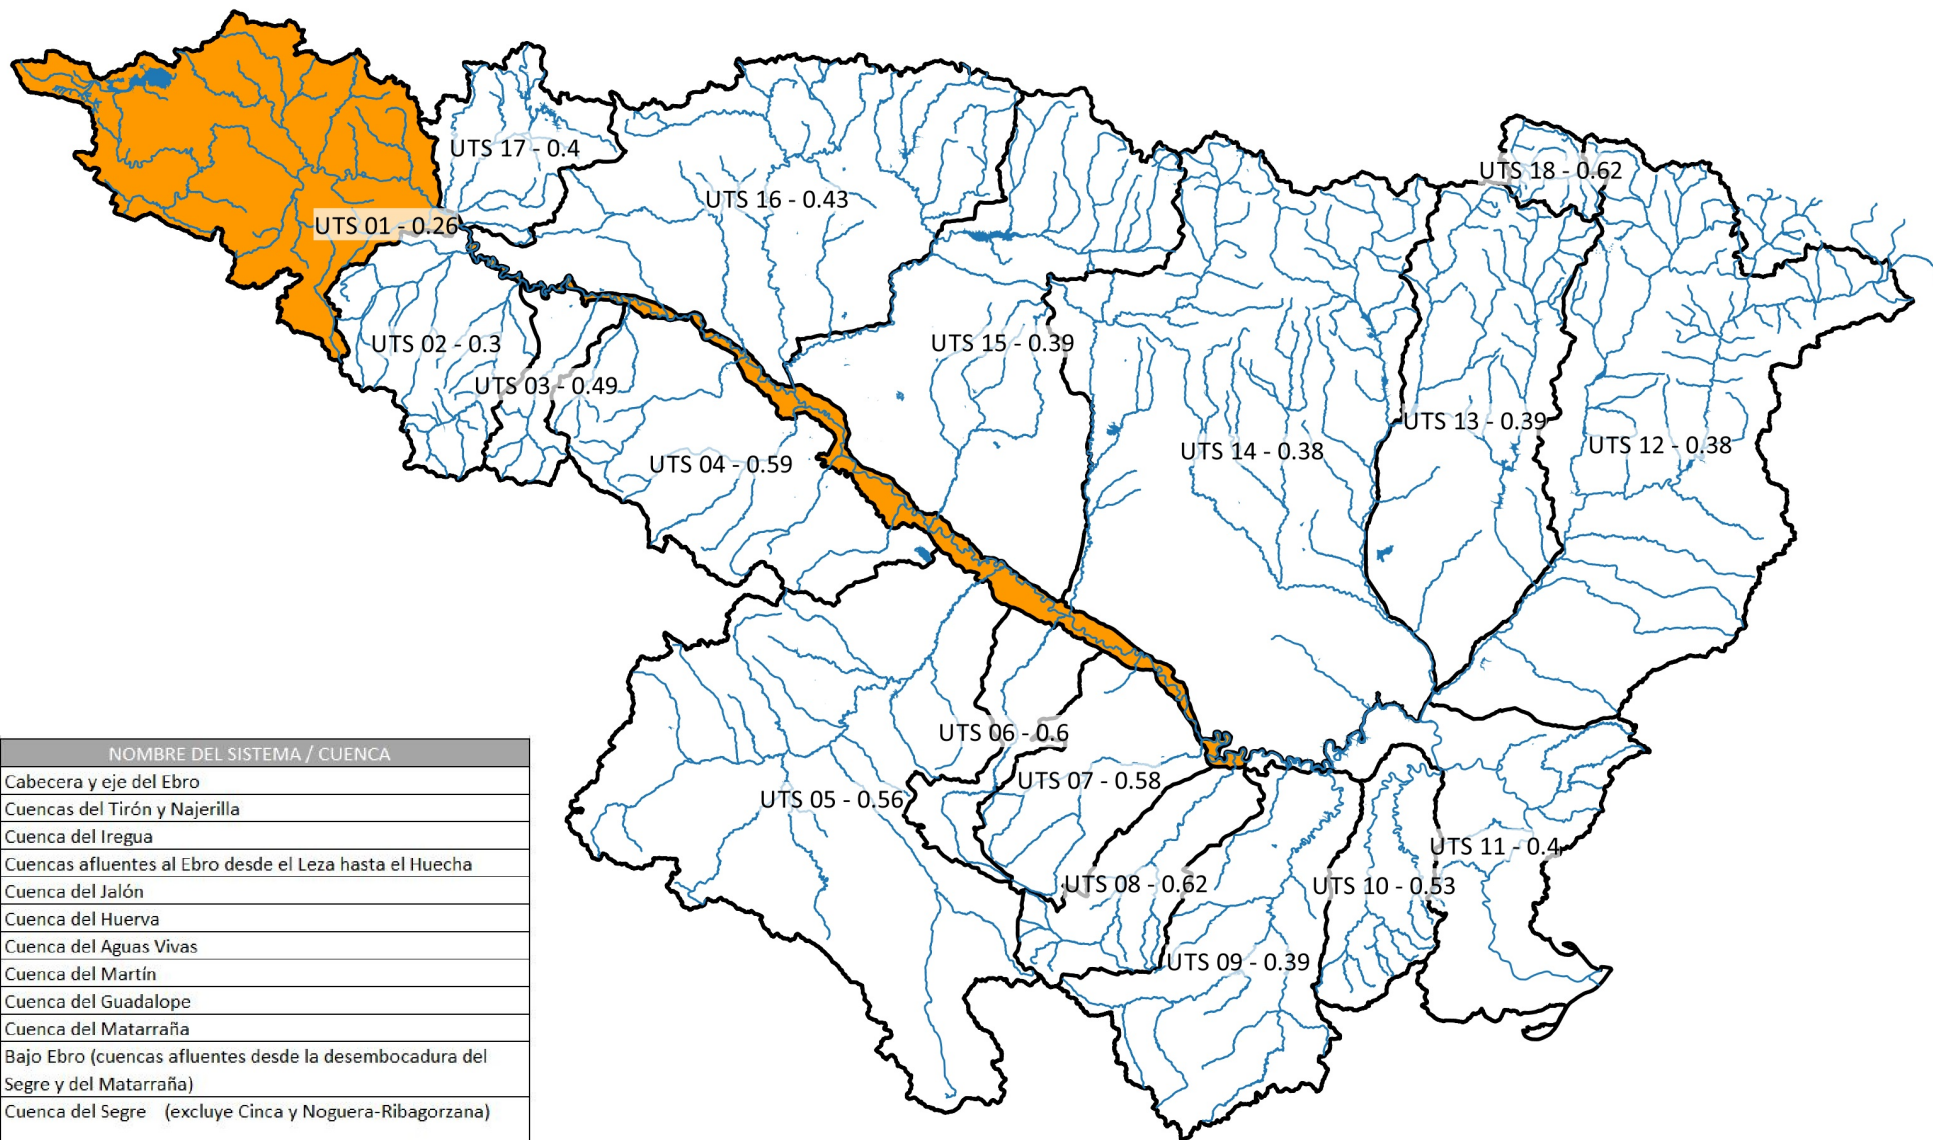 UTS 17 - 0.4
UTS 18 - 0.62
UTS 16 - 0.43
UTS 01 - 0.26
UTS 02 - 0.3
UTS 15 - 0.39
UTS 03 - 0.49
UTS 13 - 0.39
UTS 12 - 0.38
UTS 14 - 0.38
UTS 04 - 0.59
UTS 06 - 0.6
UTS 07 - 0.58
UTS 05 - 0.56
UTS 11 - 0.4
UTS 08 - 0.62
UTS 10 - 0.53
UTS 09 - 0.39
NOMBRE DEL SISTEMA / CUENCA
Cabecera y eje del Ebro
Cuencas del Tirón y Najerilla
Cuenca del Iregua
Cuencas afluentes al Ebro desde el Leza hasta el Huecha
Cuenca del Jalón
Cuenca del Huerva
Cuenca del Aguas Vivas
Cuenca del Martín
Cuenca del Guadalope
Cuenca del Matarraña
Bajo Ebro (cuencas afluentes desde la desembocadura del
Segre y del Matarraña)
Cuenca del Segre (excluye Cinca y Noguera-Ribagorzana)